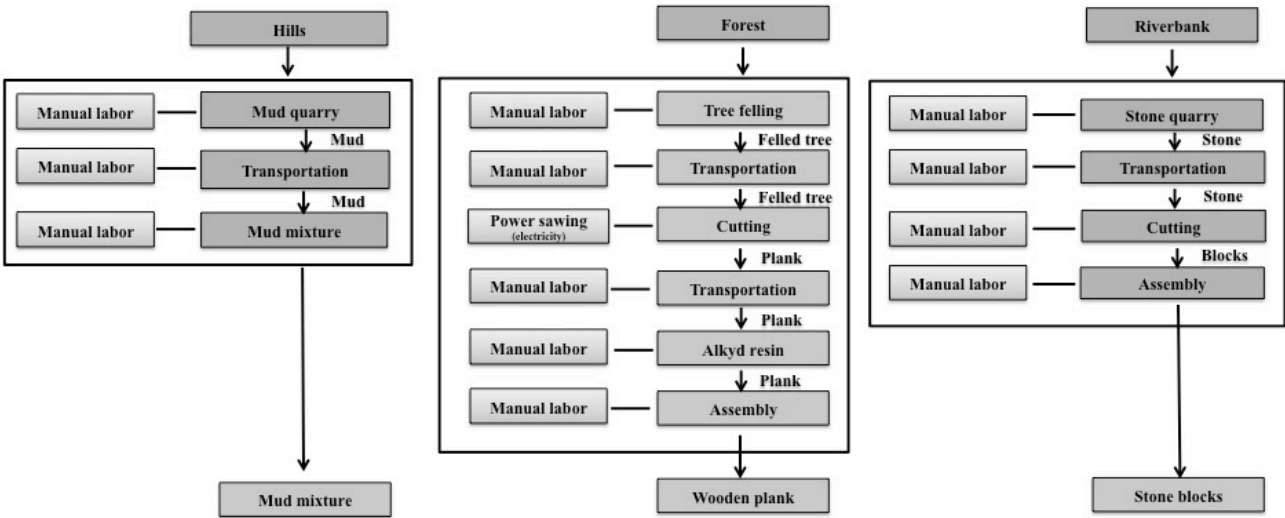 Hills
Manual labor
Mud quarry
Mud
Manual labor
Transportation
Mud
Manual labor
Mud mixture
Mud mixture
Forest
Manual labor
Tree felling
Felled tree
Manual labor
Transportation
Felled tree
Power sawing
(electricity)
Cutting
Plank
Manual labor
Transportation
Plank
Manual labor
Alkyd resin
Plank
Manual labor
Assembly
Wooden plank
Riverbank
Manual labor
Stone quarry
Stone
Manual labor
Transportation
Stone
Manual labor
Cutting
Blocks
Manual labor
Assembly
Stone blocks